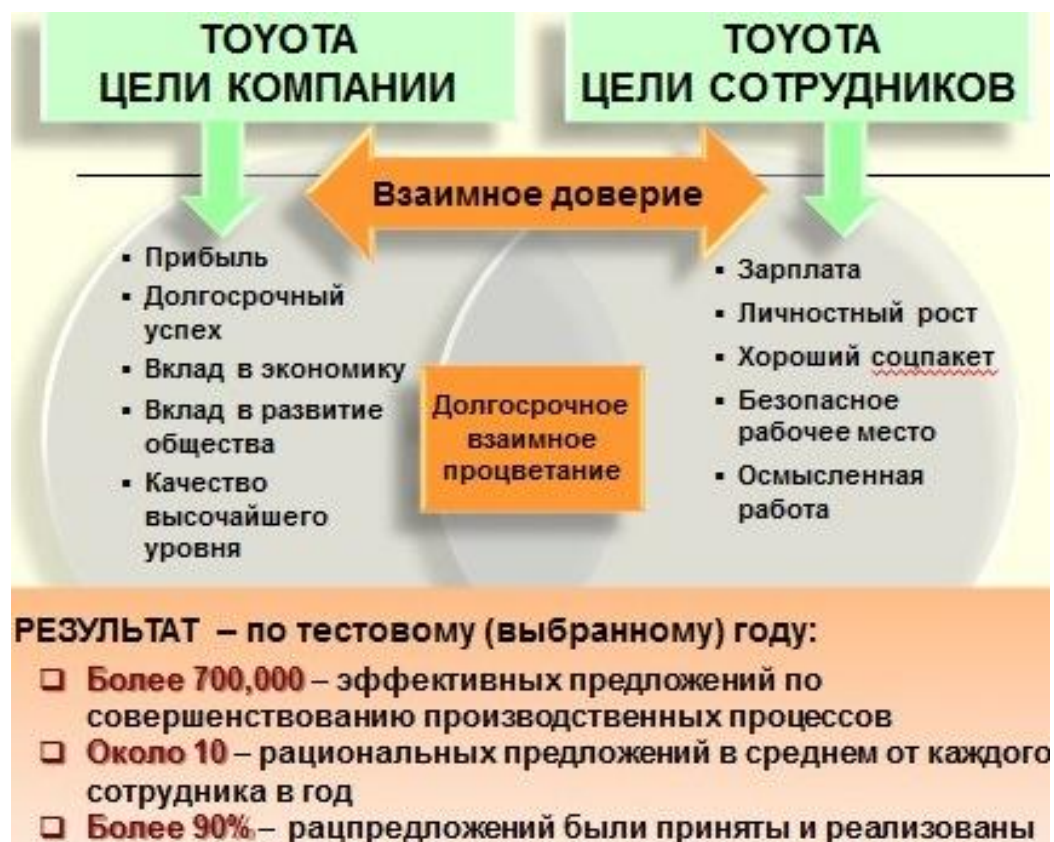 TOYOTA
ЦЕЛИ КОМПАНИИ
TOYOTA
ЦЕЛИ СОТРУДНИКОВ
Взаимное доверие
▪ Прибыль
▪ Долгосрочный
успех
▪ Вклад в экономику
▪ Вклад в развитие
общества
▪ Качество
высочайшего
уровня
Долгосрочное
взаимное
процветание
▪ Зарплата
▪ Личностный рост
▪ Хороший соцпакет
▪ Безопасное
рабочее место
▪ Осмысленная
работа
РЕЗУЛЬТАТ – по тестовому (выбранному) году:
❑ Более 700,000 – эффективных предложений по
совершенствованию производственных процессов
❑ Около 10 – рациональных предложений в среднем от каждого
сотрудника в год
❑ Более 90% – рацпредложений были приняты и реализованы